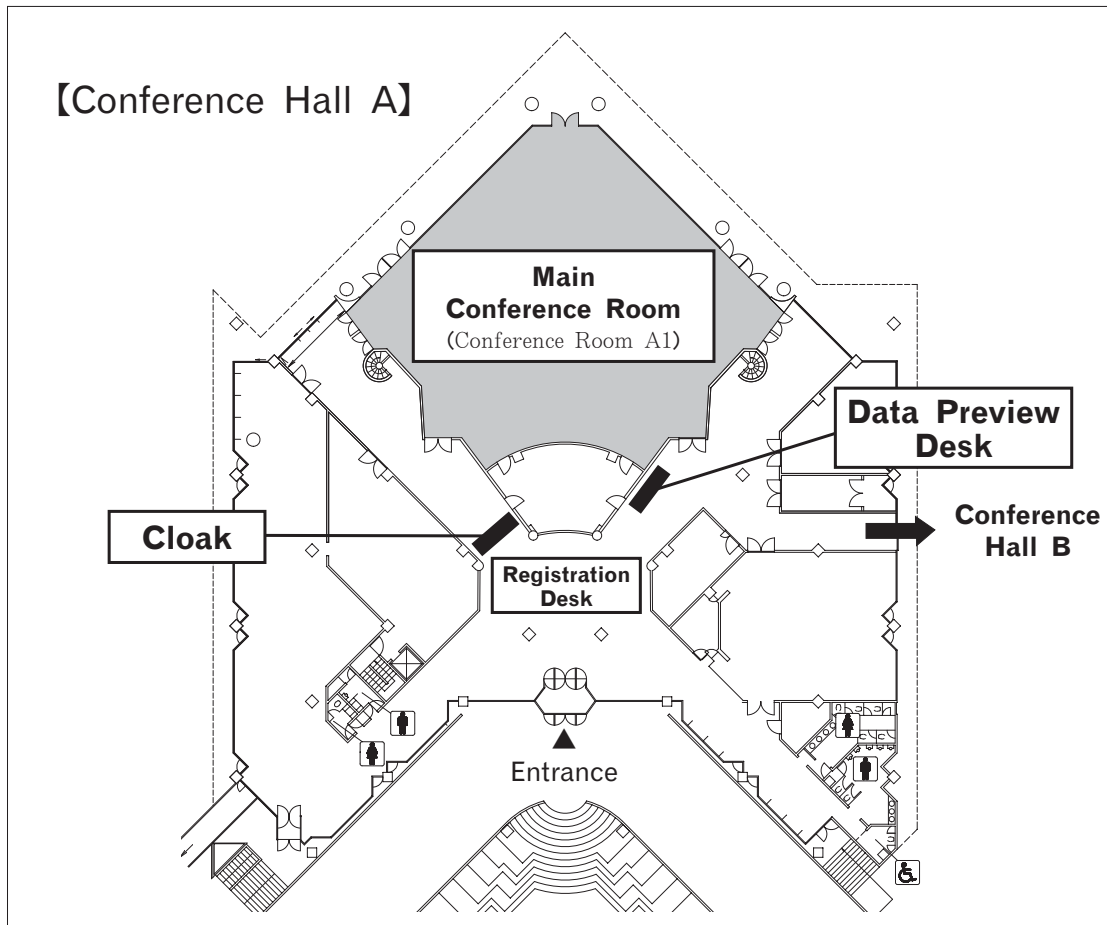 【Conference Hall A】
Main
Conference Room
(Conference Room A1)
Data Preview
Desk
Cloak
Conference
Hall B
Registration
Desk
Entrance